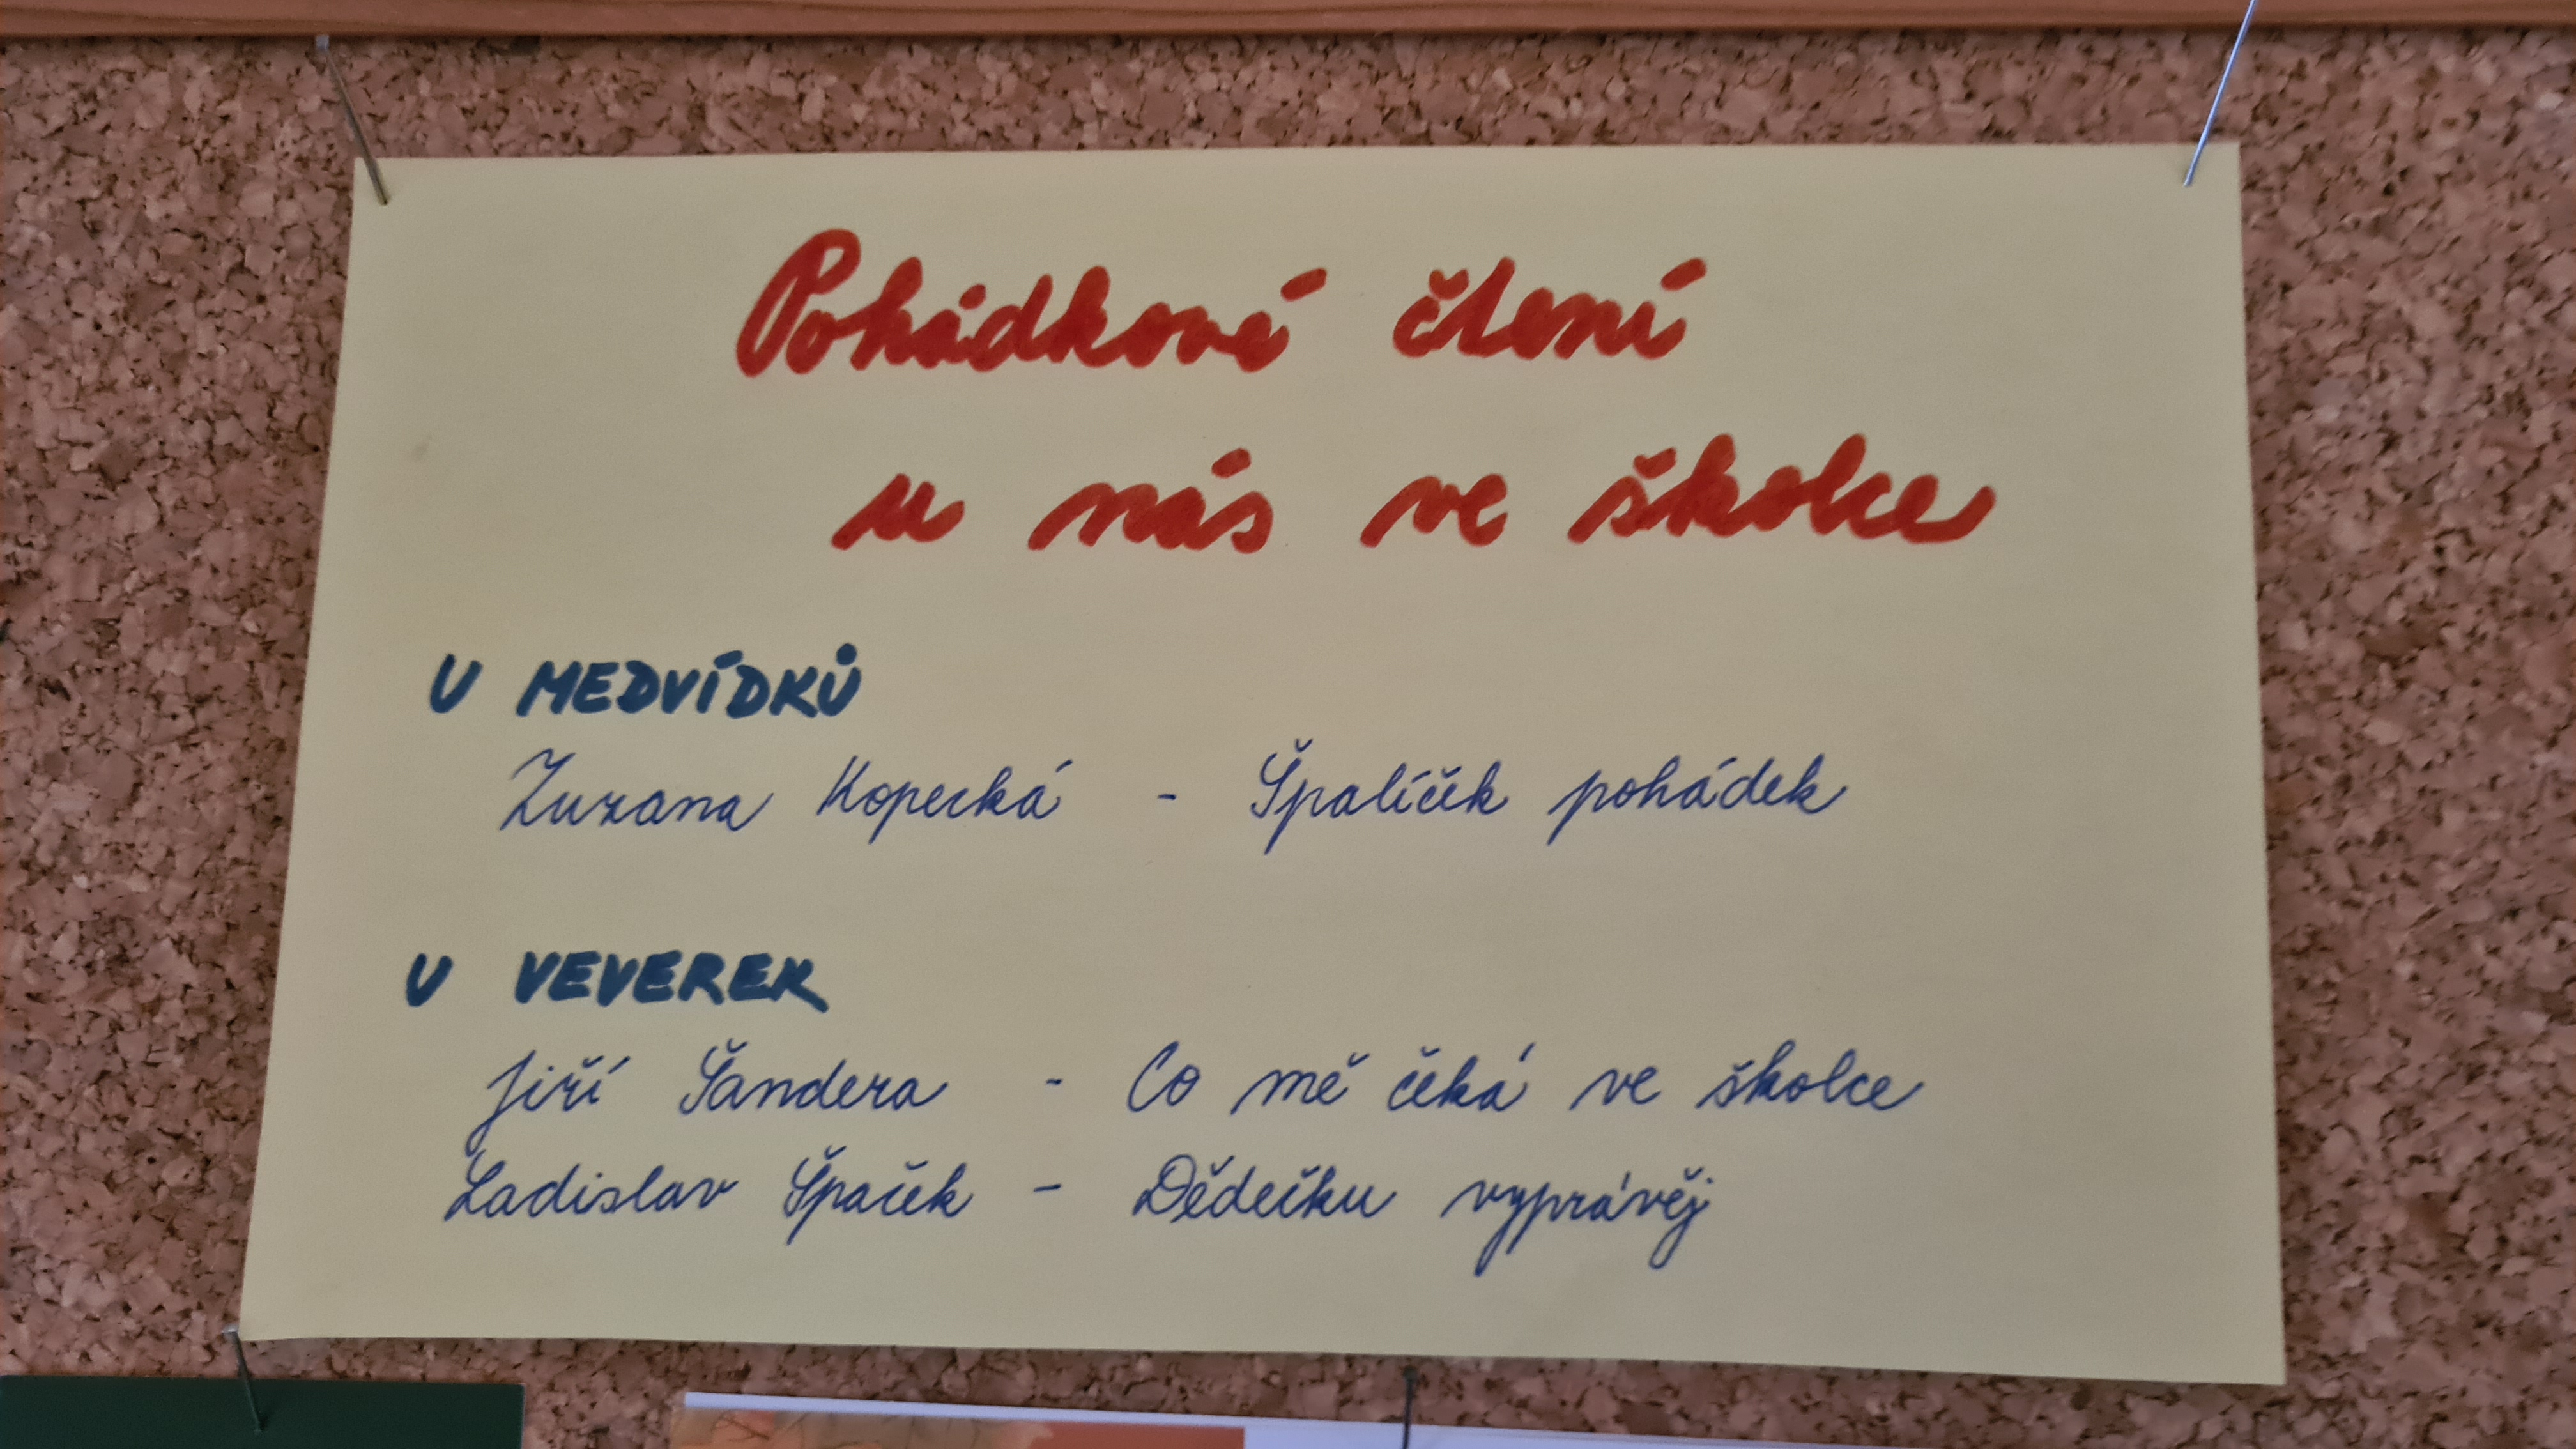 Pohádkové čtení
u nás ve školce
U MEDVÍDKŮ
Zuzana Kopecká - Špalíček pohádek
U VEVEREK
Jiří Šandera - Co mě čeká ve školce
Ladislav Špaček - Dědečku vyprávěj